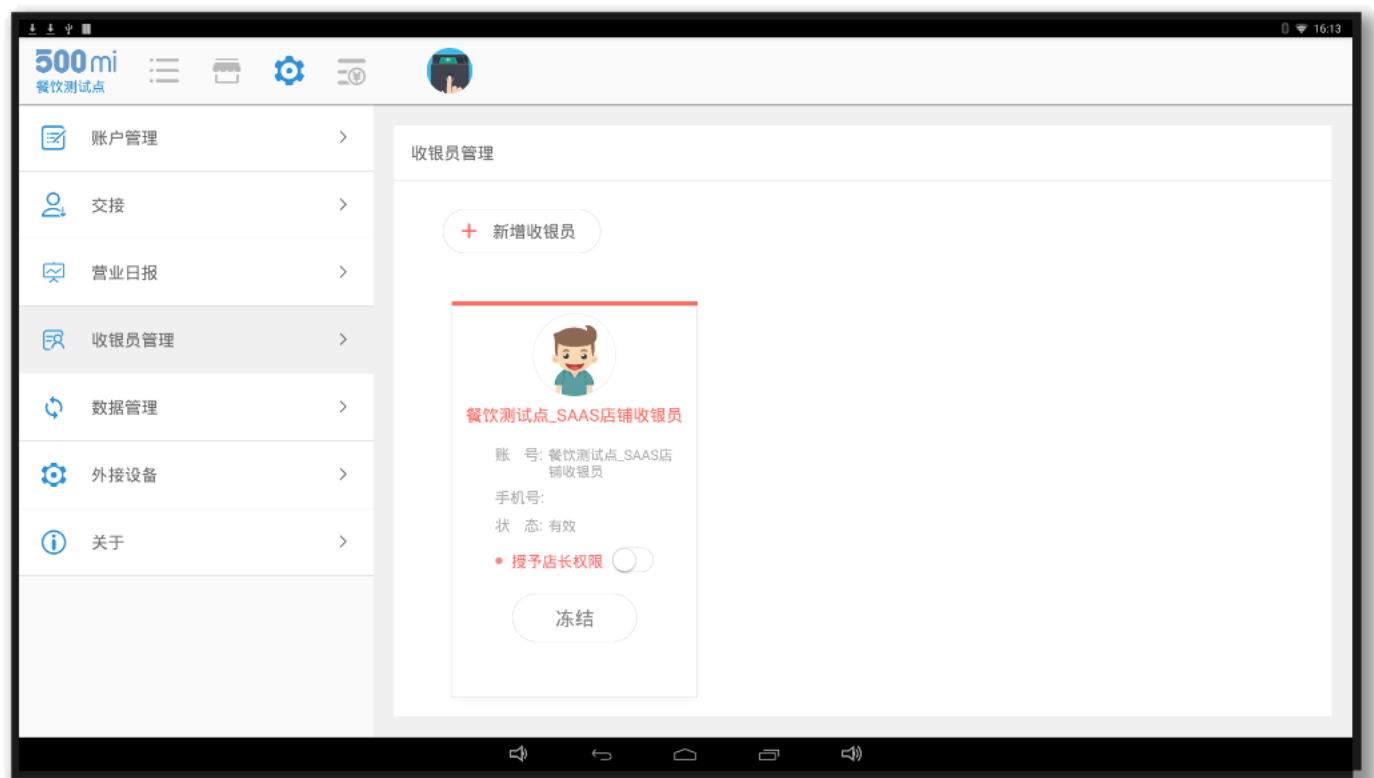 16:13
500mi
餐饮测试点
账户管理
交接
营业日报
收银员管理
数据管理
外接设备
关于
收银员管理
+ 新增收银员
餐饮测试点_SAAS店铺收银员
账 号: 餐饮测试点_SAAS店
铺收银员
手机号:
状 态: 有效
• 授予店长权限
冻结